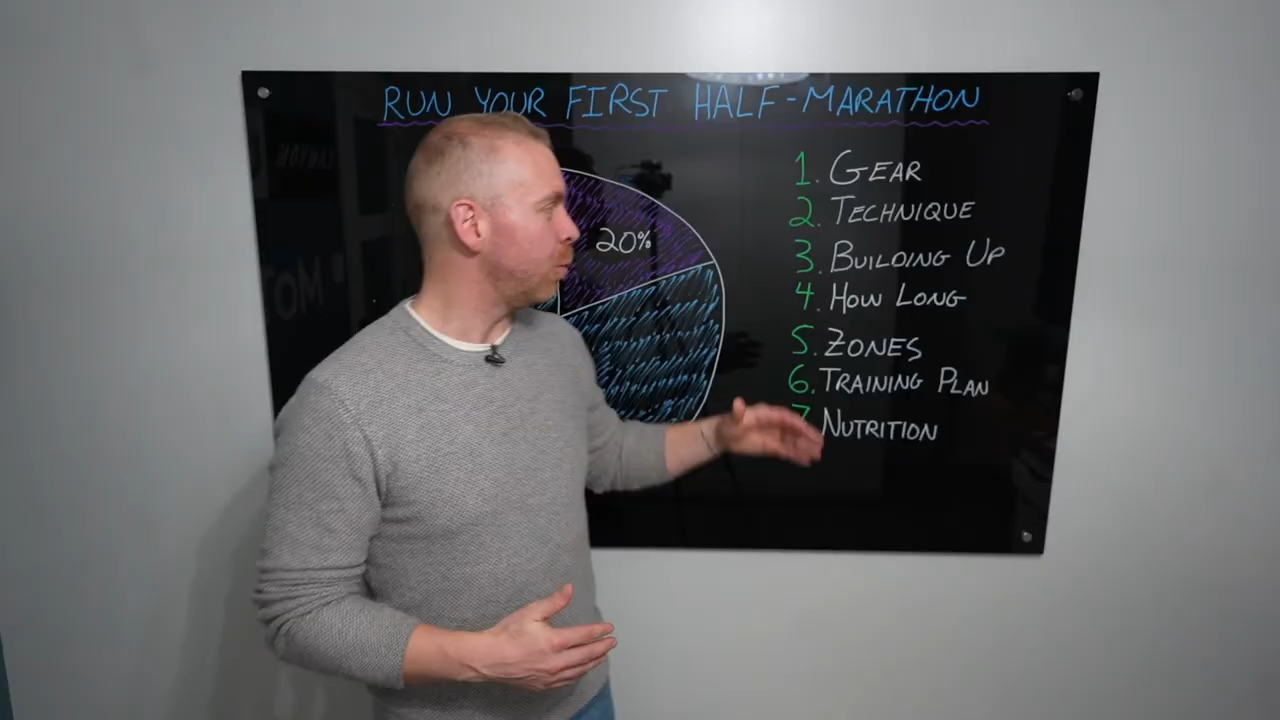 RUN YOUR FIRST HALF-MARATHON
20%
1. GEAR
2. TECHNIQUE
3. BUILDING UP
4. HOW LONG
5. ZONES
6. TRAINING PLAN
7 NUTRITION